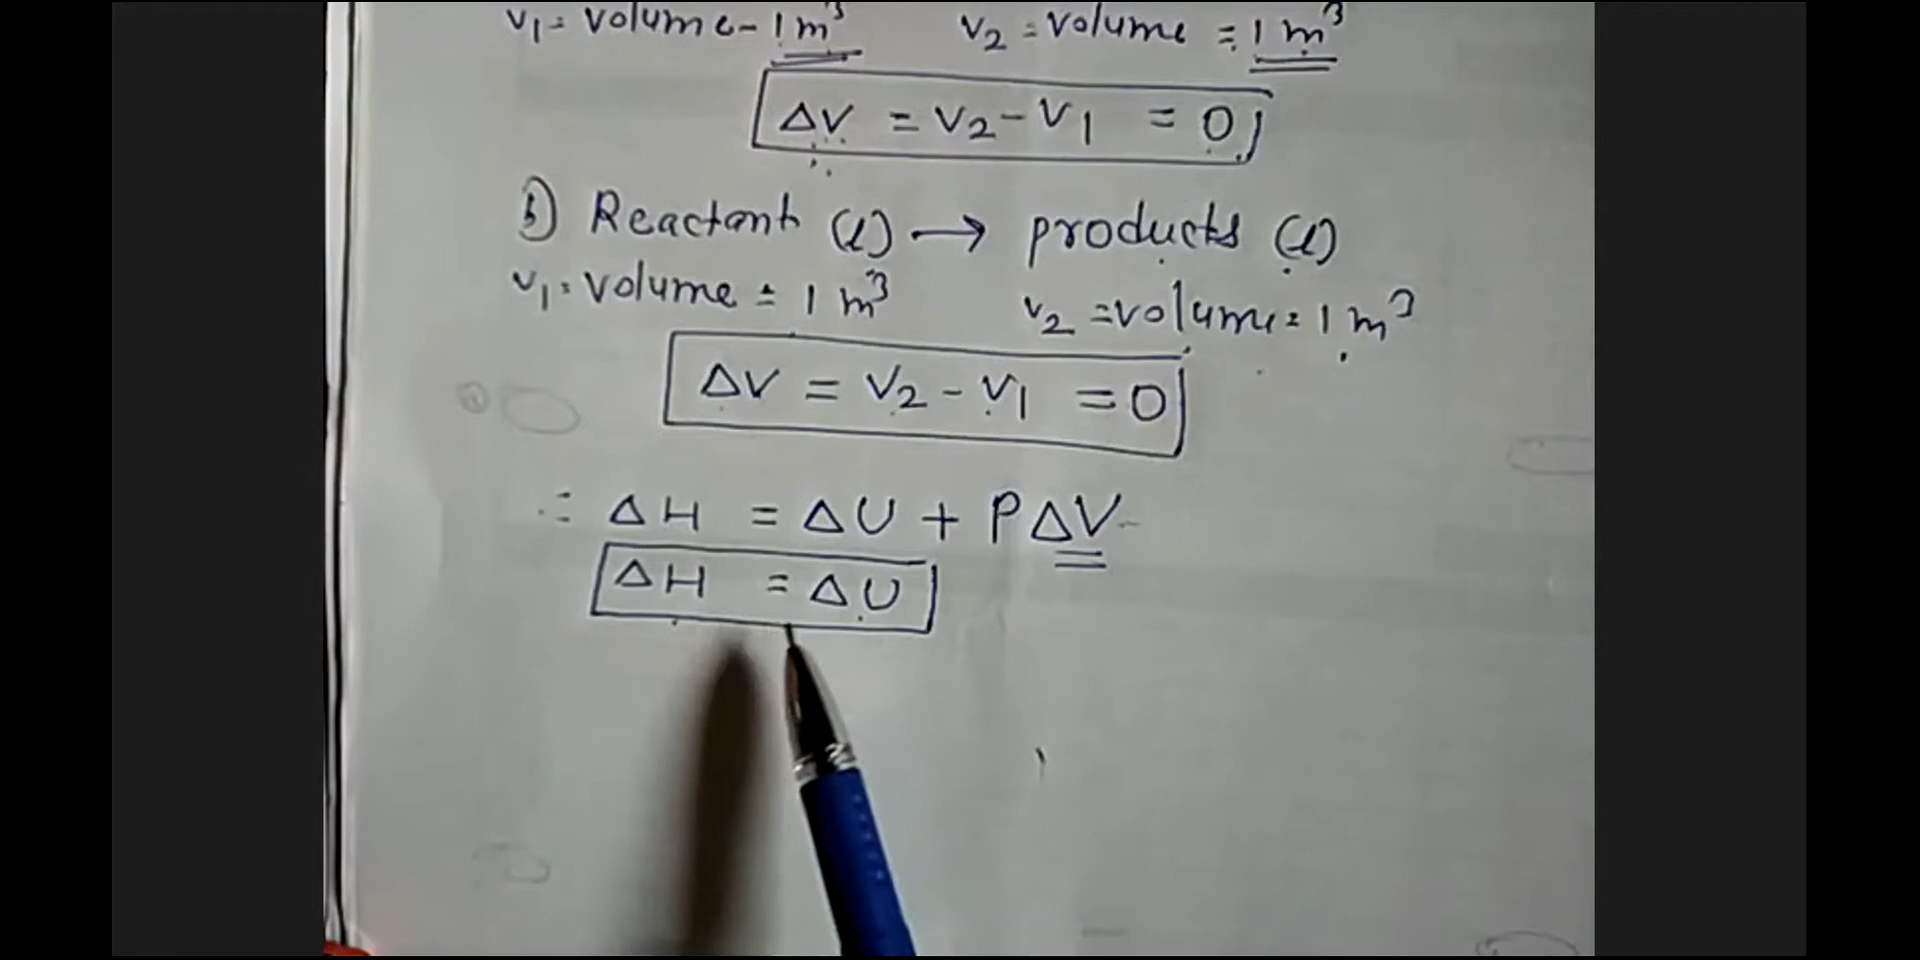 V₁ = volume - 1 m³ V₂ = volume = 1 m³
ΔV = V₂ - V₁ = 0
b) Reactant (l) → products (l)
V₁ = volume = 1 m³ V₂ = volume = 1 m³
ΔV = V₂ - V₁ = 0
∴ ΔH = ΔU + PΔV
ΔH = ΔU